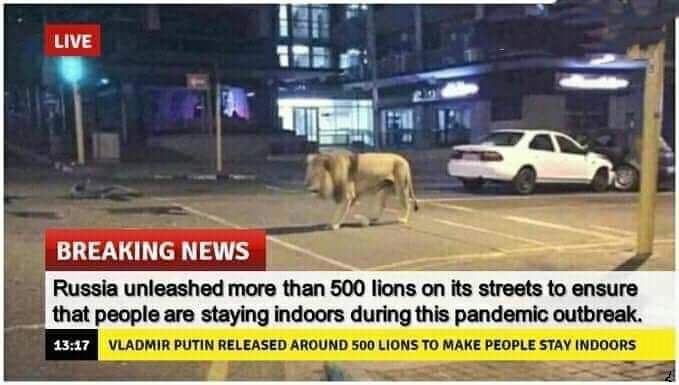 LIVE
BREAKING NEWS
Russia unleashed more than 500 lions on its streets to ensure
that people are staying indoors during this pandemic outbreak.
13:17 VLADMIR PUTIN RELEASED AROUND 500 LIONS TO MAKE PEOPLE STAY INDOORS